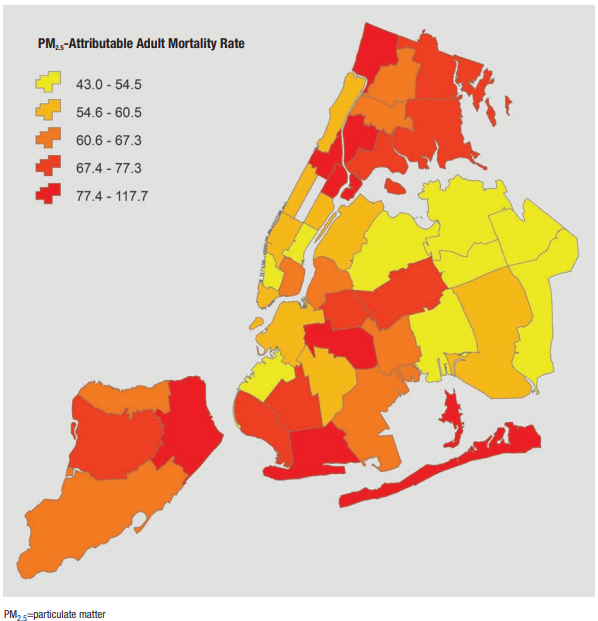 PM2.5-Attributable Adult Mortality Rate
43.0 - 54.5
54.6 - 60.5
60.6 - 67.3
67.4 - 77.3
77.4 - 117.7
PM2.5=particulate matter